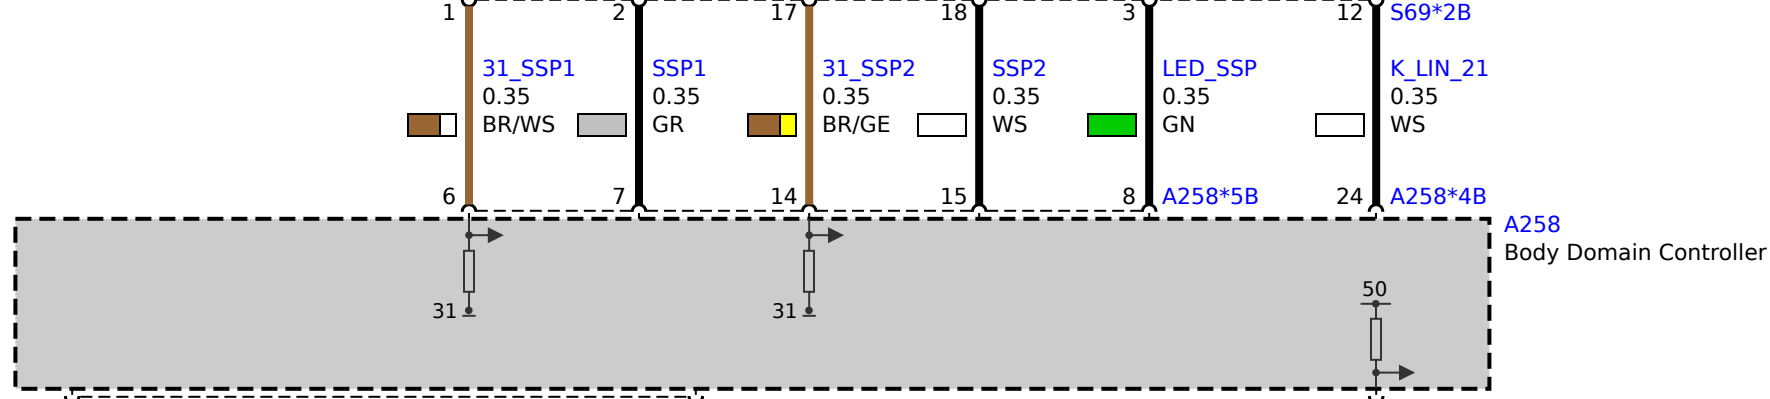 1 2 17 18 3 12 S69*2B
31_SSP1 SSP1 31_SSP2 SSP2 LED_SSP K_LIN_21
0.35 0.35 0.35 0.35 0.35 0.35
BR/WS GR BR/GE WS GN WS
6 7 14 15 8 A258*5B 24 A258*4B
A258
Body Domain Controller
50
31 31